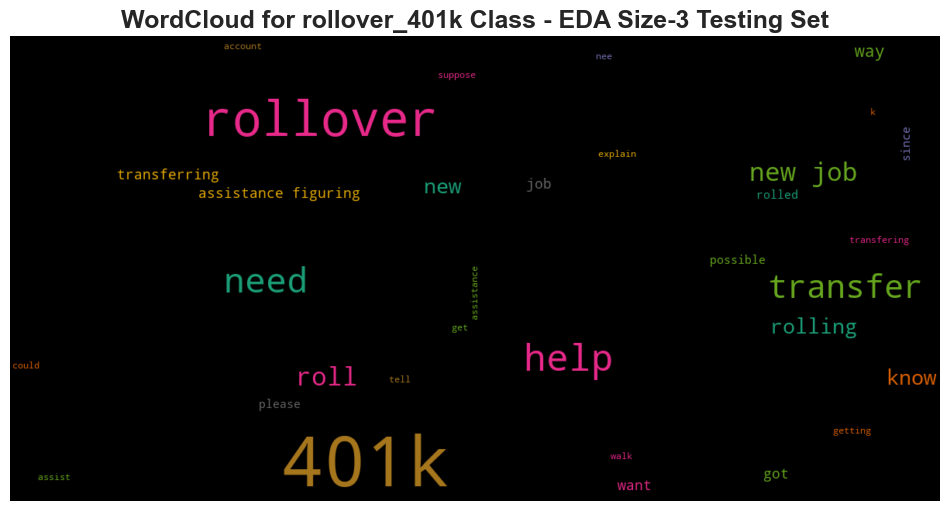 WordCloud for rollover_401k Class - EDA Size-3 Testing Set
account
nee
way
suppose
rollover
k
since
explain
transferring
assistance figuring
new
job
new job
rolled
transfering
possible
need
assistance
transfer
get
rolling
help
could
roll
tell
know
please
getting
401k
walk
assist
want
got